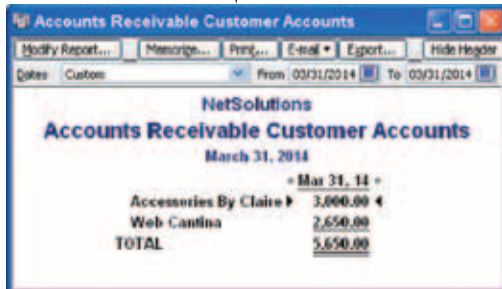 Accounts Receivable Customer Accounts
Modify Report... Memorize... Print... E-mail Export... Hide Header
Dates Custom From 03/31/2014 To 03/31/2014
NetSolutions
Accounts Receivable Customer Accounts
March 31, 2014
Mar 31, 14
Accessories By Claire 3,000.00
Web Cantina 2,650.00
TOTAL 5,650.00